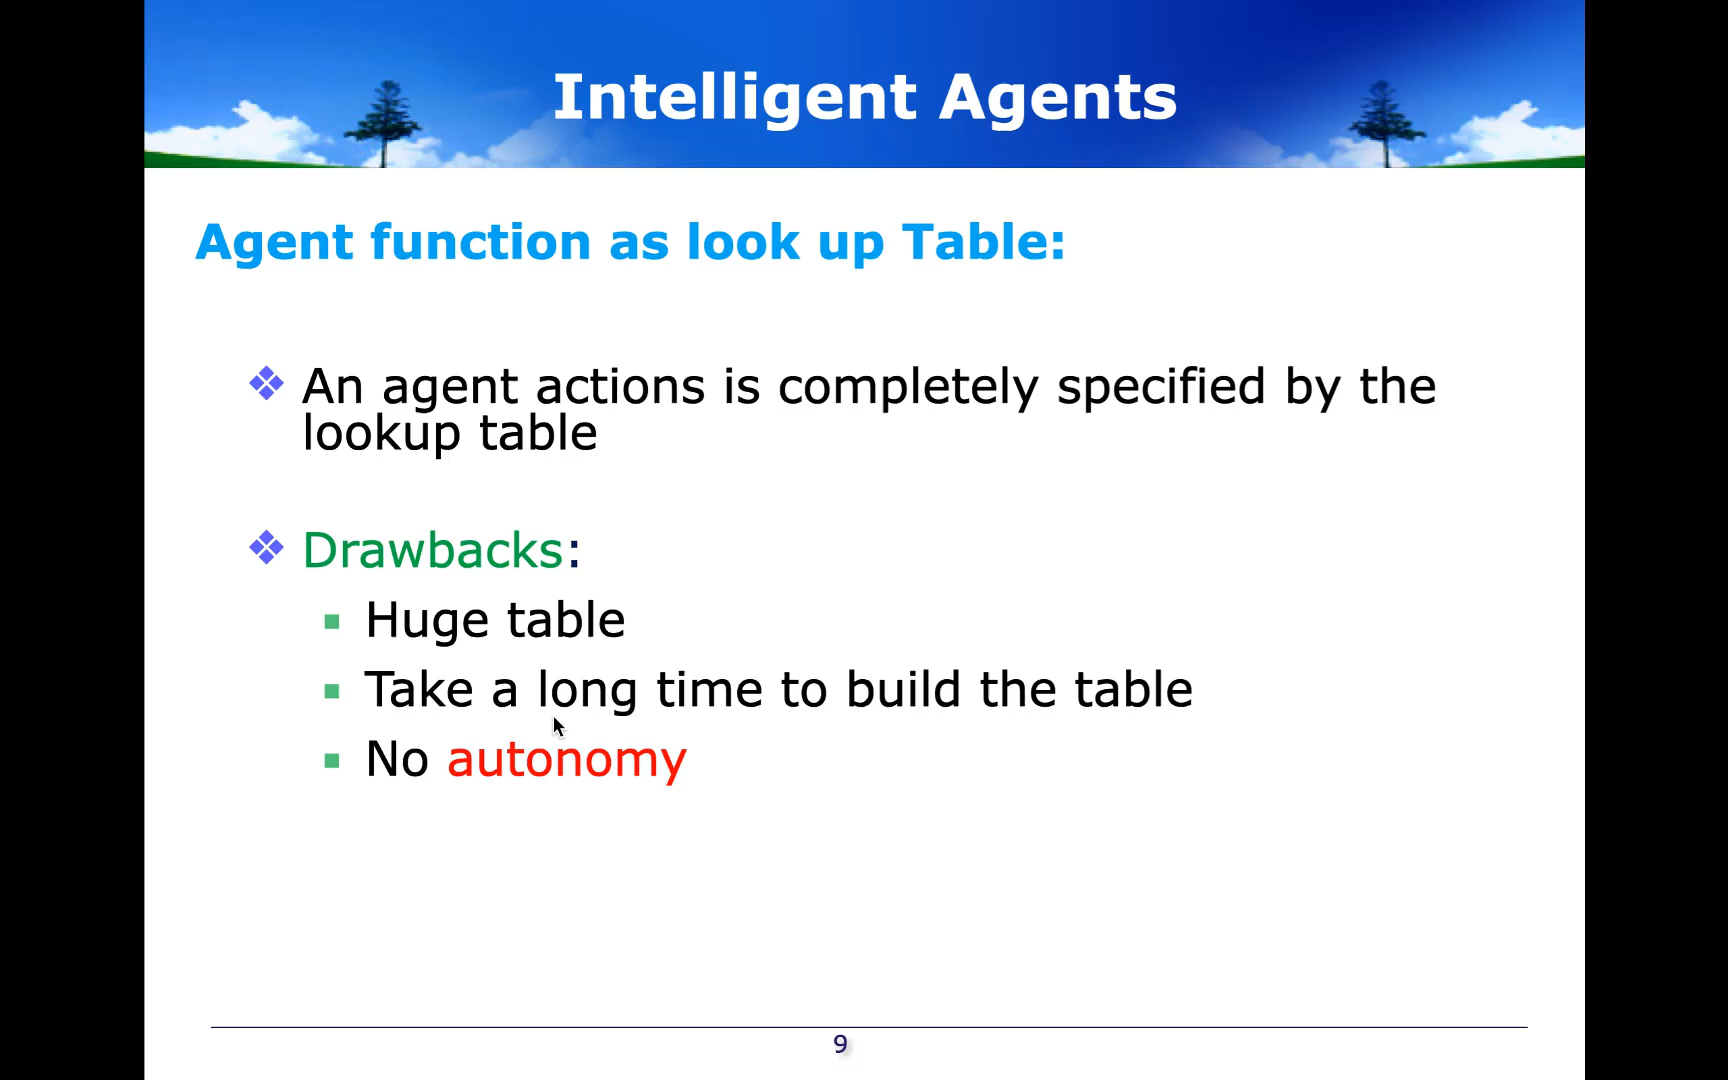 Intelligent Agents
Agent function as look up Table:
An agent actions is completely specified by the
lookup table
Drawbacks:
Huge table
Take a long time to build the table
No autonomy
9